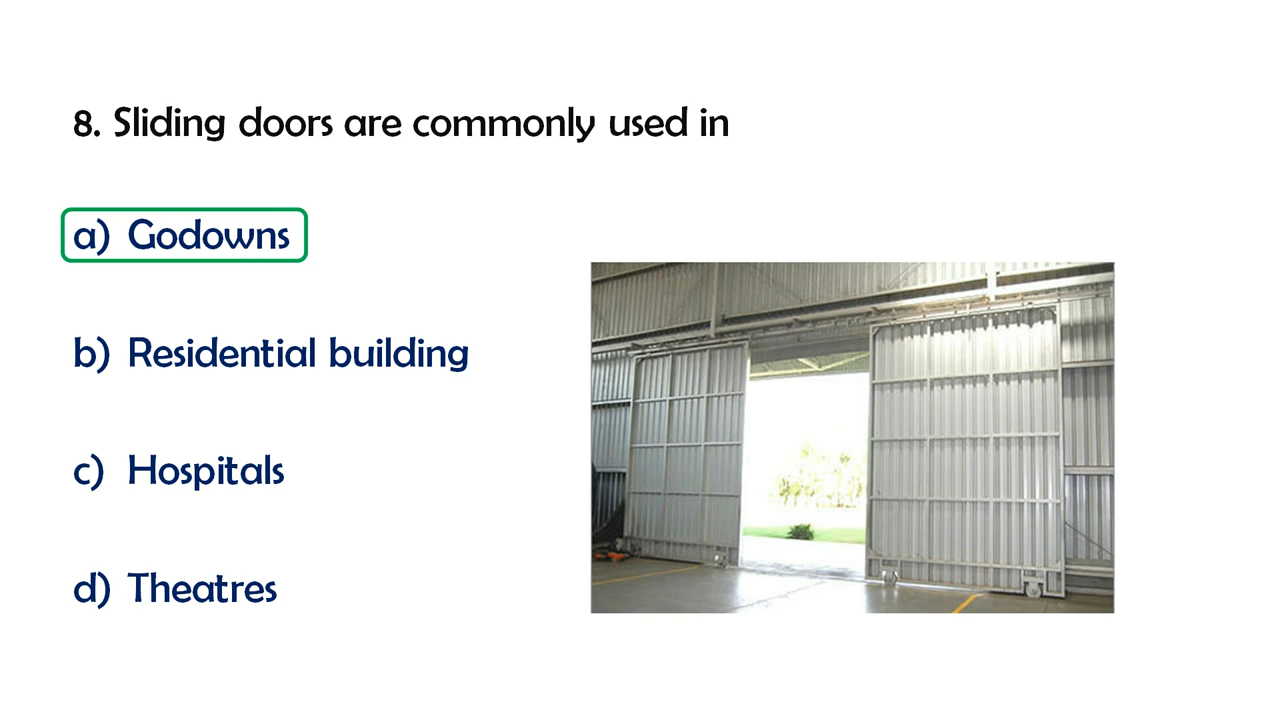 8. Sliding doors are commonly used in
a) Godowns
b) Residential building
c) Hospitals
d) Theatres